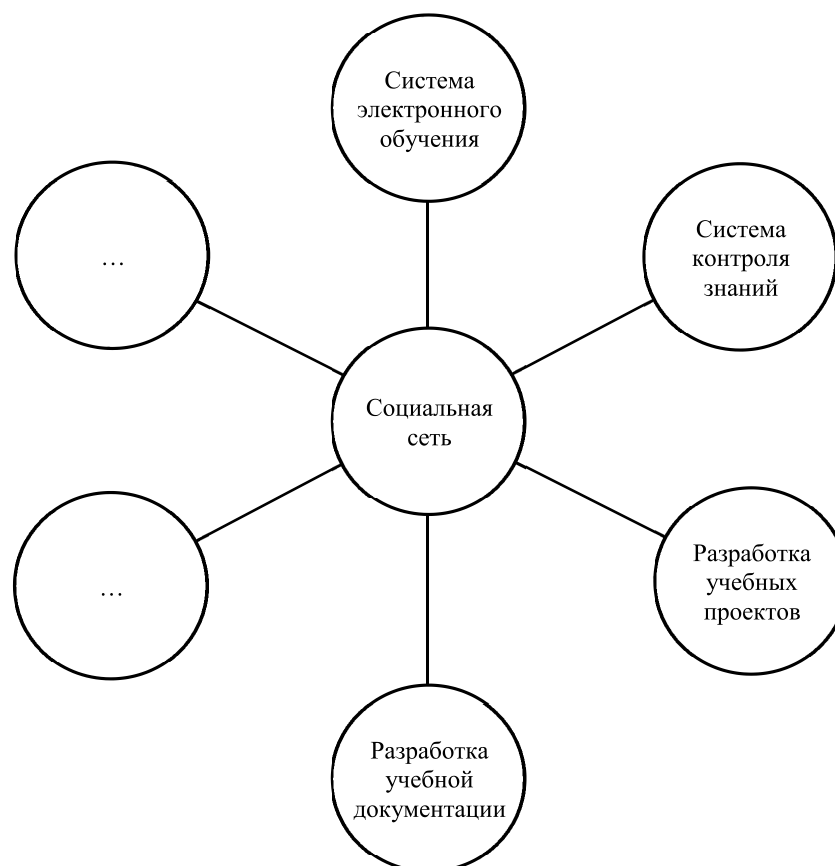 Система
электронного
обучения
Система
контроля
знаний
…
Социальная
сеть
Разработка
учебных
проектов
…
Разработка
учебной
документации